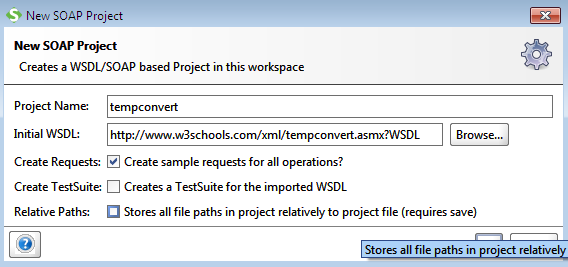 New SOAP Project
New SOAP Project
Creates a WSDL/SOAP based Project in this workspace
Project Name: tempconvert
Initial WSDL: http://www.w3schools.com/xml/tempconvert.asmx?WSDL Browse...
Create Requests: Create sample requests for all operations?
Create TestSuite: Creates a TestSuite for the imported WSDL
Relative Paths: Stores all file paths in project relatively to project file (requires save)
Stores all file paths in project relatively